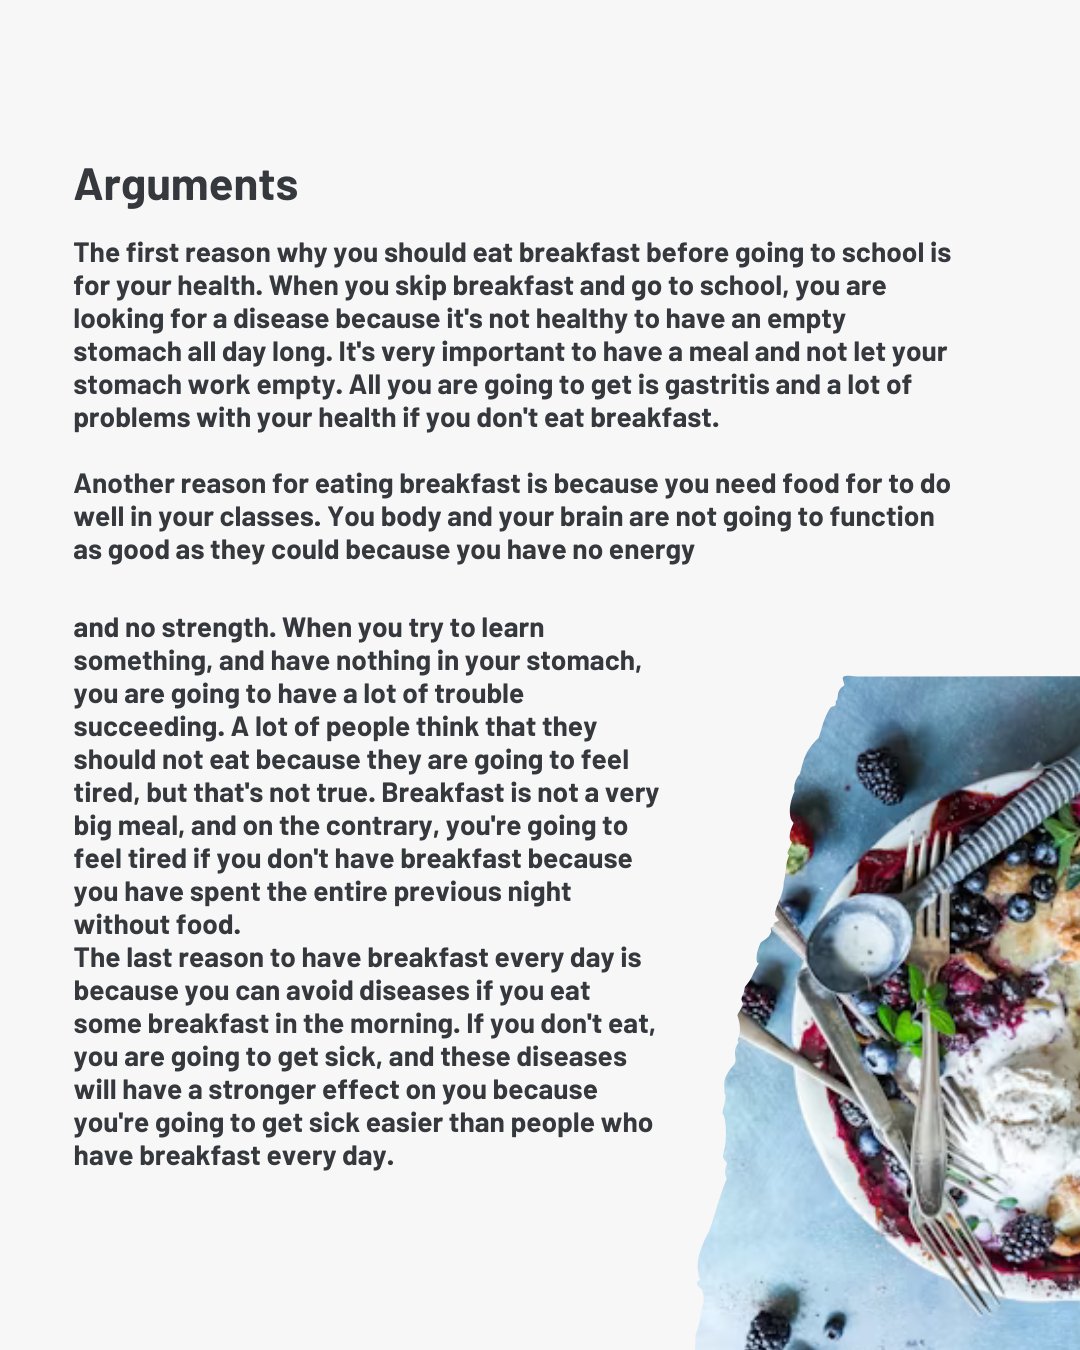 Arguments
The first reason why you should eat breakfast before going to school is
for your health. When you skip breakfast and go to school, you are
looking for a disease because it's not healthy to have an empty
stomach all day long. It's very important to have a meal and not let your
stomach work empty. All you are going to get is gastritis and a lot of
problems with your health if you don't eat breakfast.
Another reason for eating breakfast is because you need food for to do
well in your classes. You body and your brain are not going to function
as good as they could because you have no energy
and no strength. When you try to learn
something, and have nothing in your stomach,
you are going to have a lot of trouble
succeeding. A lot of people think that they
should not eat because they are going to feel
tired, but that's not true. Breakfast is not a very
big meal, and on the contrary, you're going to
feel tired if you don't have breakfast because
you have spent the entire previous night
without food.
The last reason to have breakfast every day is
because you can avoid diseases if you eat
some breakfast in the morning. If you don't eat,
you are going to get sick, and these diseases
will have a stronger effect on you because
you're going to get sick easier than people who
have breakfast every day.